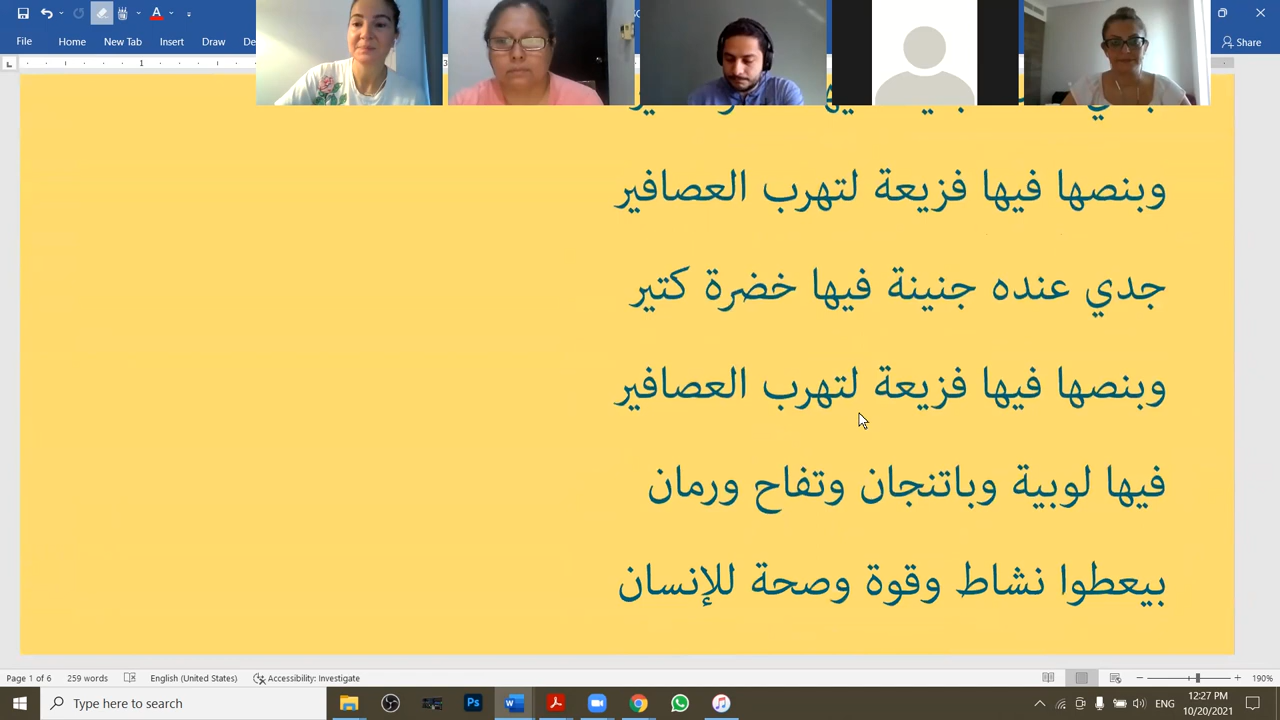 File Home New Tab Insert Draw Share
1
وبنصها فيها فزيعة لتهرب العصافير
جدي عنده جنينة فيها خضرة كتير
وبنصها فيها فزيعة لتهرب العصافير
فيها لوبية وباتنجان وتفاح ورمان
بيعطوا نشاط وقوة وصحة للإنسان
Page 1 of 6 259 words English (United States) Accessibility: Investigate 190%
Type here to search ENG 12:27 PM
10/20/2021